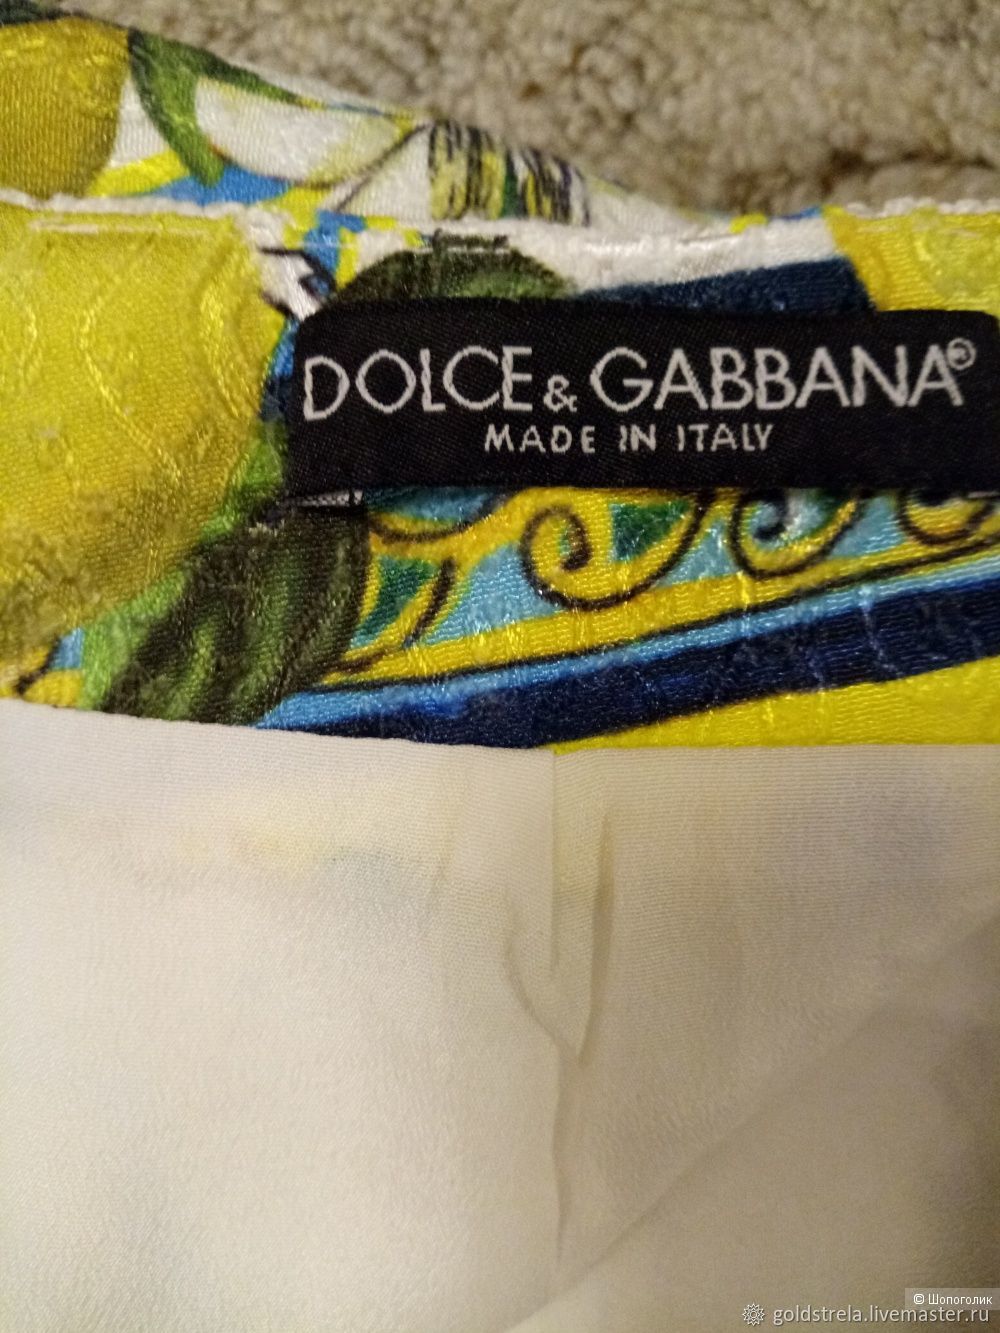 DOLCE & GABBANA®
MADE IN ITALY
© Шопоголик
goldstrela.livemaster.ru